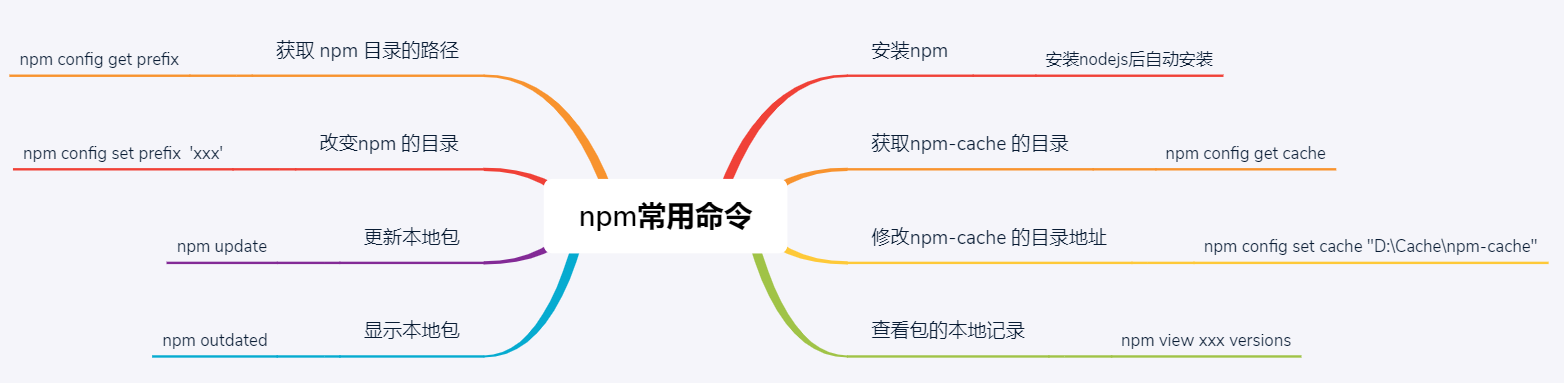 npm常用命令
安装npm
安装nodejs后自动安装
获取npm-cache 的目录
npm config get cache
修改npm-cache 的目录地址
npm config set cache "D:\Cache\npm-cache"
查看包的本地记录
npm view xxx versions
获取 npm 目录的路径
npm config get prefix
改变npm 的目录
npm config set prefix  'xxx'
更新本地包
npm update
显示本地包
npm outdated